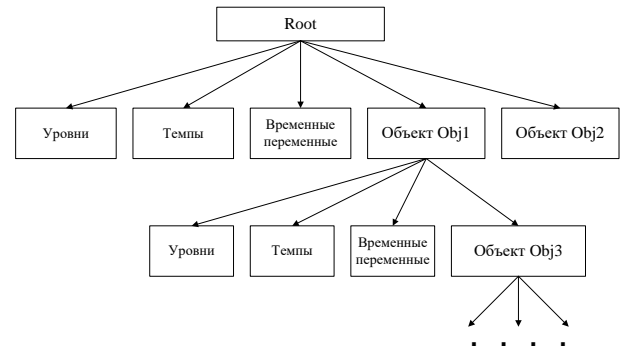 Root
Уровни
Темпы
Временные
переменные
Объект Obj1
Объект Obj2
Уровни
Темпы
Временные
переменные
Объект Obj3
. . . .